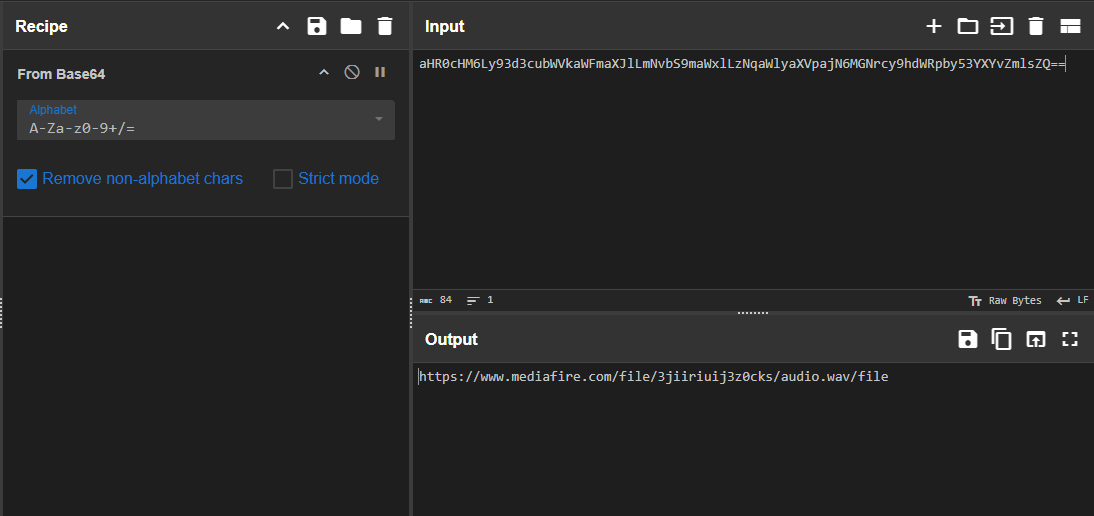 Recipe
From Base64
Alphabet
A-Za-z0-9+/=
Remove non-alphabet chars
Strict mode
Input
aHR0cHM6Ly93d3cubWVkaWFmaXJlLmNvbS9maWxlLzNqaWlyaXVpajN6MGNrcy9hdWRpby53YXYvZmlsZQ==
ABC 84
1
TT Raw Bytes
LF
Output
https://www.mediafire.com/file/3jiiriuij3z0cks/audio.wav/file